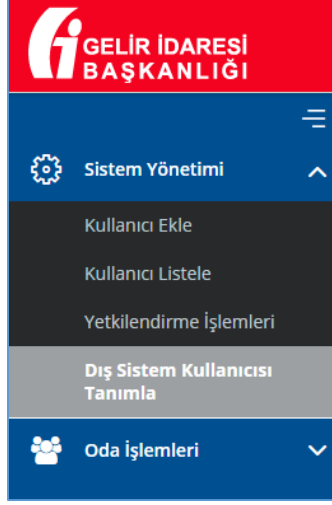 GELİR İDARESİ
BAŞKANLIĞI
Sistem Yönetimi
Kullanıcı Ekle
Kullanıcı Listele
Yetkilendirme İşlemleri
Dış Sistem Kullanıcısı
Tanımla
Oda İşlemleri